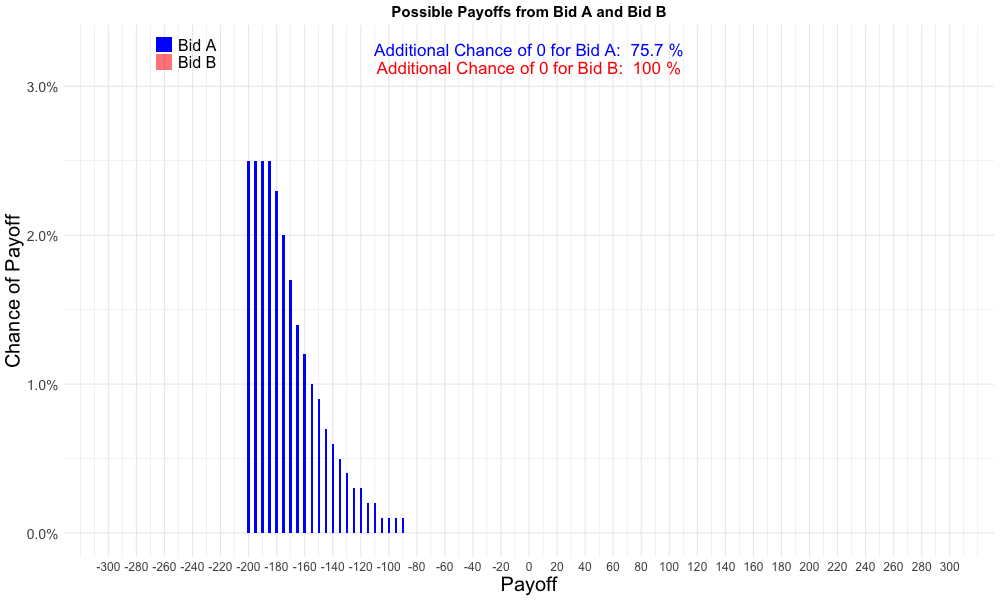 Possible Payoffs from Bid A and Bid B
Bid A
Bid B
Additional Chance of 0 for Bid A:  75.7 %
Additional Chance of 0 for Bid B:  100 %
Chance of Payoff
3.0%
2.0%
1.0%
0.0%
-300 -280 -260 -240 -220 -200 -180 -160 -140 -120 -100 -80 -60 -40 -20 0 20 40 60 80 100 120 140 160 180 200 220 240 260 280 300
Payoff